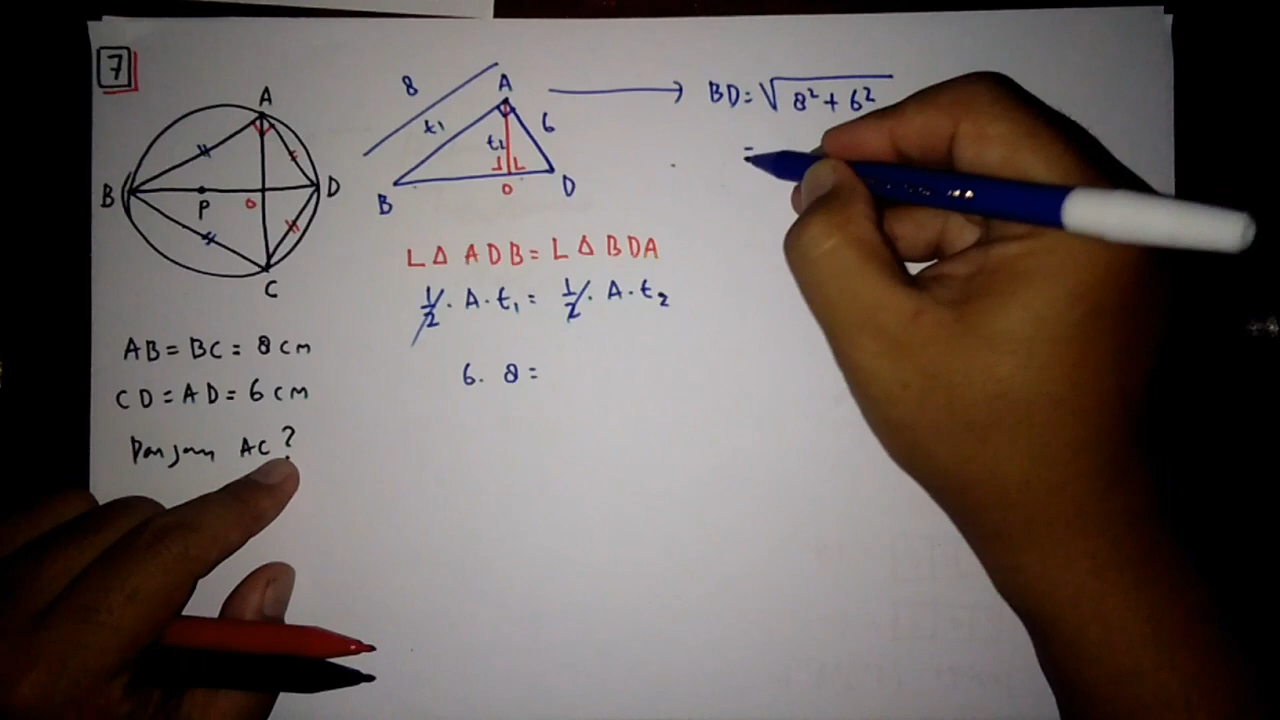 7
A
B
P
O
D
C
8
A
t₁
t₂
6
B
O
D
BD = √8² + 6²
=
L Δ ADB = L Δ BDA
1/2 . A . t₁ = 1/2 . A . t₂
6 . 8 =
AB = BC = 8 cm
CD = AD = 6 cm
Panjang AC ?